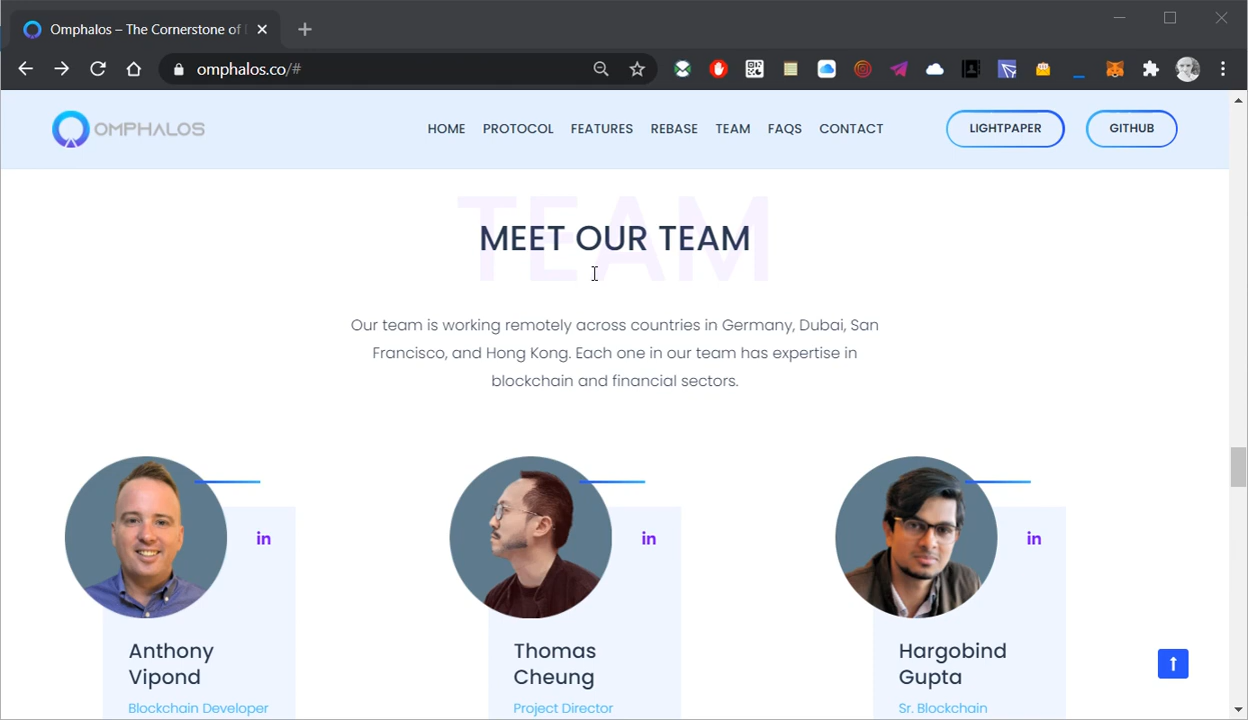 Omphalos – The Cornerstone of
omphalos.co/#
OMPHALOS
HOME PROTOCOL FEATURES REBASE TEAM FAQS CONTACT LIGHTPAPER GITHUB
TEAM
MEET OUR TEAM
Our team is working remotely across countries in Germany, Dubai, San
Francisco, and Hong Kong. Each one in our team has expertise in
blockchain and financial sectors.
in in in
Anthony
Vipond
Blockchain Developer
Thomas
Cheung
Project Director
Hargobind
Gupta
Sr. Blockchain